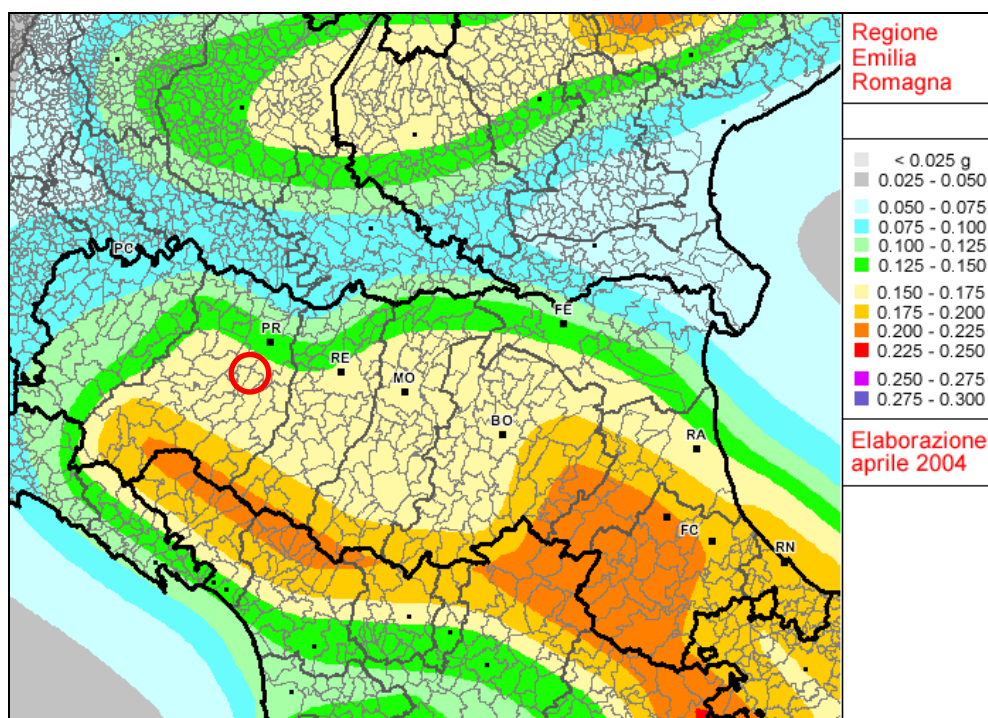 Regione
Emilia
Romagna
< 0.025 g
0.025 - 0.050
0.050 - 0.075
0.075 - 0.100
0.100 - 0.125
0.125 - 0.150
0.150 - 0.175
0.175 - 0.200
0.200 - 0.225
0.225 - 0.250
0.250 - 0.275
0.275 - 0.300
Elaborazione
aprile 2004
PC
PR
FE
RE
MO
BO
RA
FC
RN